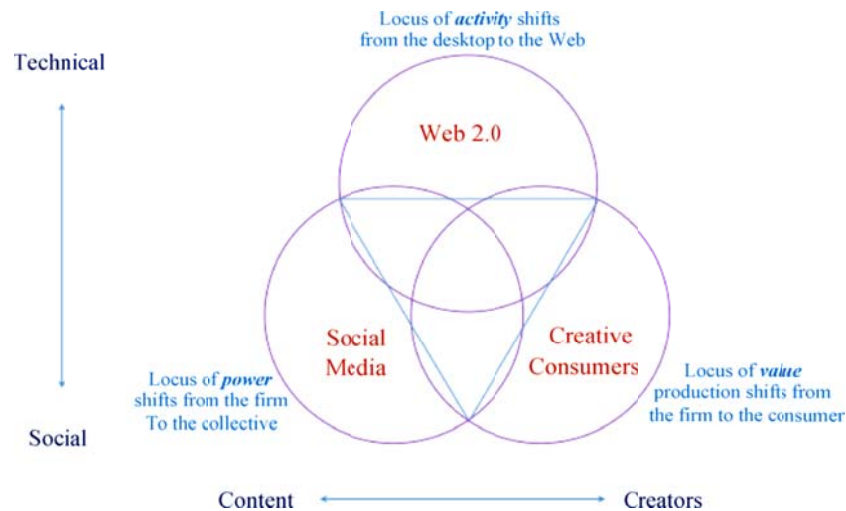 Locus of activity shifts
from the desktop to the Web
Technical
Web 2.0
Social
Media
Creative
Consumers
Locus of power
shifts from the firm
To the collective
Locus of value
production shifts from
the firm to the consumer
Social
Content
Creators